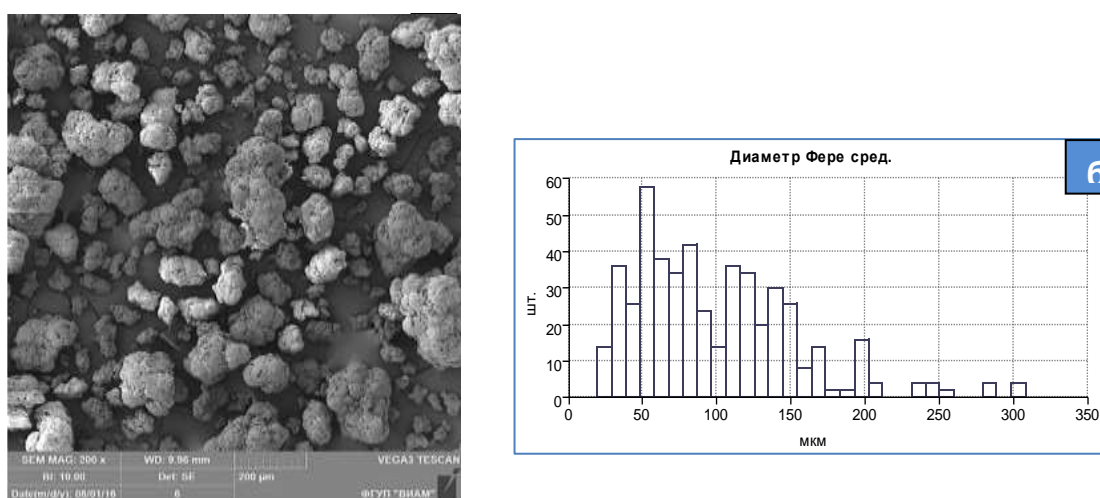 SEM MAG: 200 x WD: 9.96 mm VEGA3 TESCAN
BI: 10.00 Det: SE 200 µm
Date(m/d/y): 06/01/16 6 ФГУП "ВИАМ"
Диаметр Фере сред.
б
шт.
60
50
40
30
20
10
0
0 50 100 150 200 250 300 350
мкм